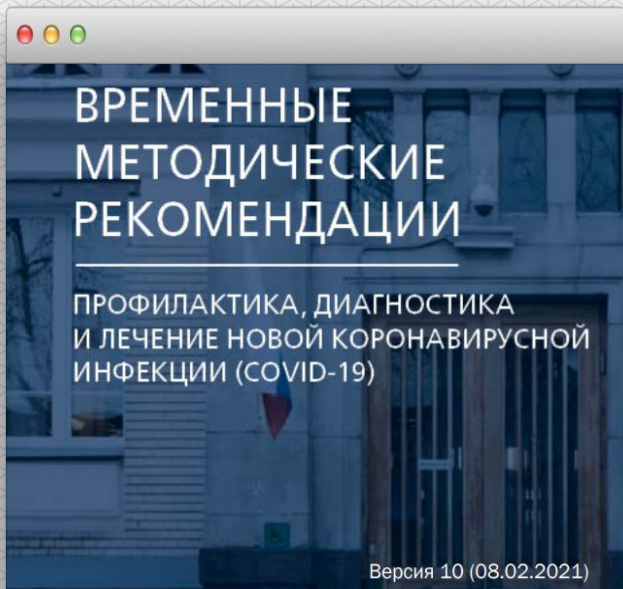 ВРЕМЕННЫЕ
МЕТОДИЧЕСКИЕ
РЕКОМЕНДАЦИИ
ПРОФИЛАКТИКА, ДИАГНОСТИКА
И ЛЕЧЕНИЕ НОВОЙ КОРОНАВИРУСНОЙ
ИНФЕКЦИИ (COVID-19)
Версия 10 (08.02.2021)